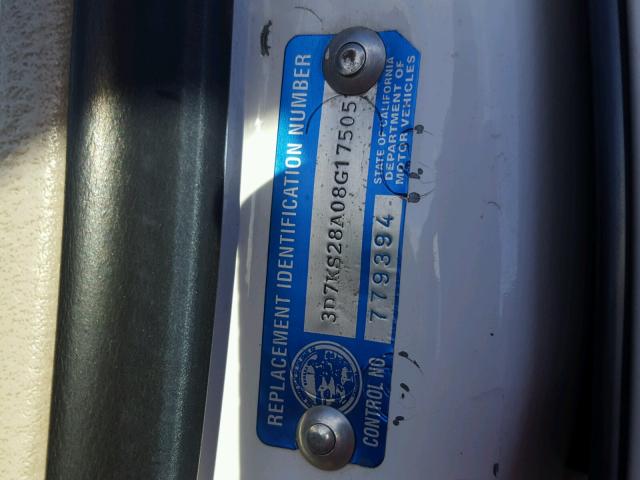 REPLACEMENT IDENTIFICATION NUMBER
3D7KS28A08G17505
STATE OF CALIFORNIA
DEPARTMENT OF
MOTOR VEHICLES
CONTROL NO. 779394